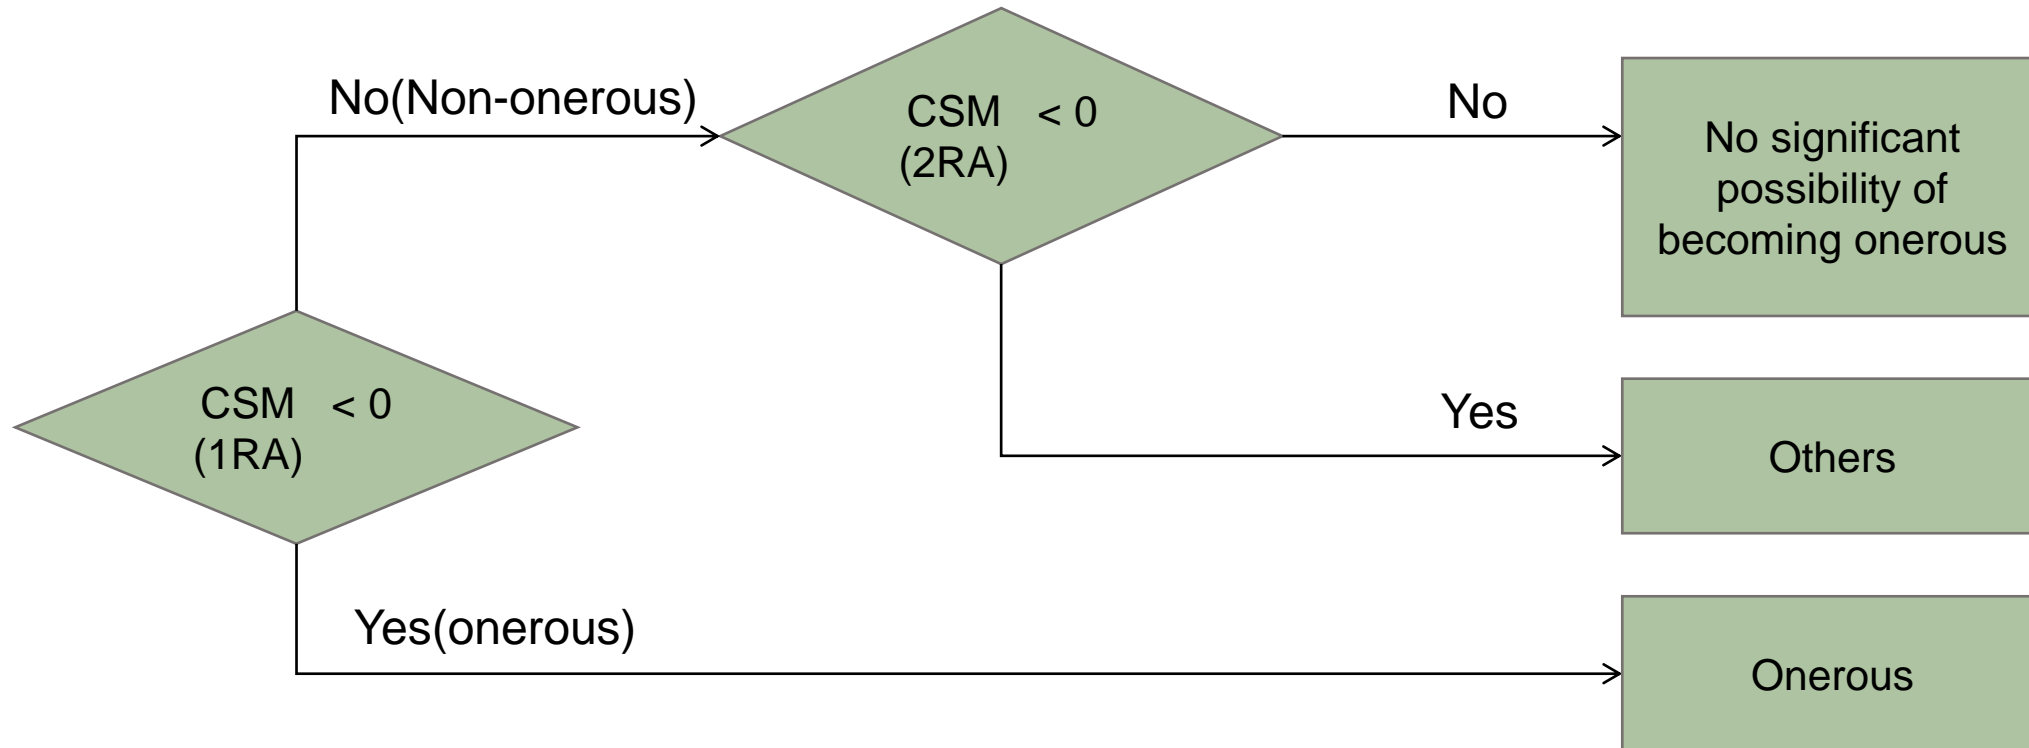 No(Non-onerous)
CSM < 0
(2RA)
No
No significant
possibility of
becoming onerous
CSM < 0
(1RA)
Yes
Others
Yes(onerous)
Onerous